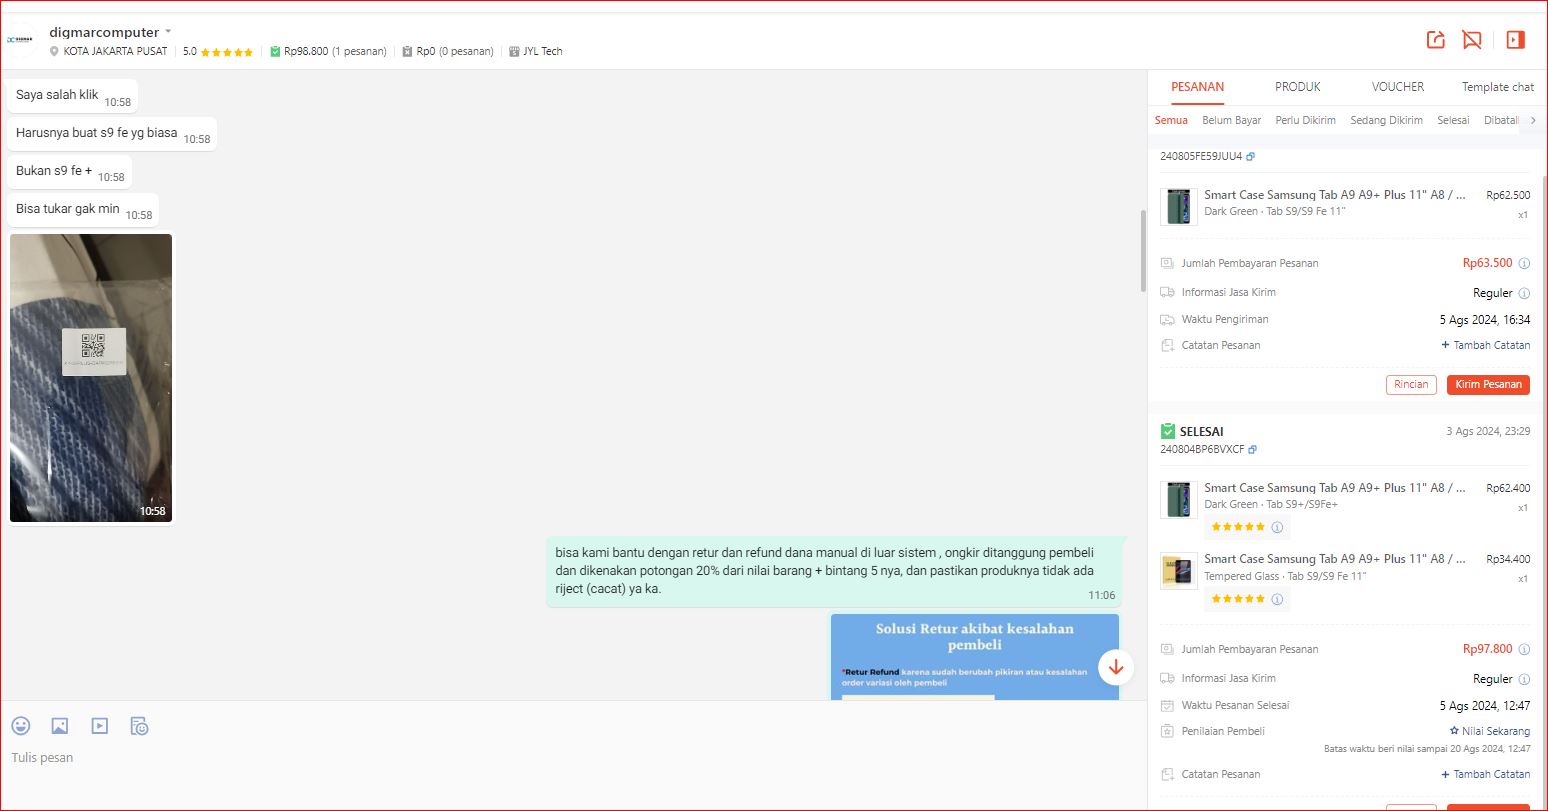 digmarcomputer
KOTA JAKARTA PUSAT
5.0
Rp98.800 (1 pesanan)
Rp0 (0 pesanan)
JYL Tech
Saya salah klik 10:58
Harusnya buat s9 fe yg biasa 10:58
Bukan s9 fe + 10:58
Bisa tukar gak min 10:58
10:58
bisa kami bantu dengan retur dan refund dana manual di luar sistem , ongkir ditanggung pembeli
dan dikenakan potongan 20% dari nilai barang + bintang 5 nya, dan pastikan produknya tidak ada
riject (cacat) ya ka.
11:06
Solusi Retur akibat kesalahan
pembeli
*Retur Refund karena sudah berubah pikiran atau kesalahan
order variasi oleh pembeli
Tulis pesan
PESANAN
PRODUK
VOUCHER
Template chat
Semua
Belum Bayar
Perlu Dikirim
Sedang Dikirim
Selesai
Dibatal
240805FE59JUU4
Smart Case Samsung Tab A9 A9+ Plus 11" A8 / ... Rp62.500
Dark Green · Tab S9/S9 Fe 11"
x1
Jumlah Pembayaran Pesanan Rp63.500
Informasi Jasa Kirim Reguler
Waktu Pengiriman 5 Ags 2024, 16:34
Catatan Pesanan + Tambah Catatan
Rincian
Kirim Pesanan
SELESAI 3 Ags 2024, 23:29
240804BP6BVXCF
Smart Case Samsung Tab A9 A9+ Plus 11" A8 / ... Rp62.400
Dark Green · Tab S9+/S9Fe+
x1
Smart Case Samsung Tab A9 A9+ Plus 11" A8 / ... Rp34.400
Tempered Glass · Tab S9/S9 Fe 11"
x1
Jumlah Pembayaran Pesanan Rp97.800
Informasi Jasa Kirim Reguler
Waktu Pesanan Selesai 5 Ags 2024, 12:47
Penilaian Pembeli Nilai Sekarang
Batas waktu beri nilai sampai 20 Ags 2024, 12:47
Catatan Pesanan + Tambah Catatan